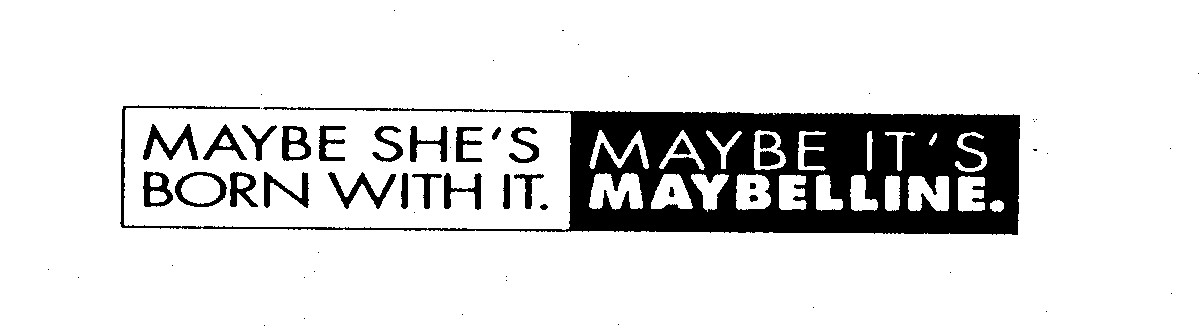 MAYBE SHE'S
BORN WITH IT.
MAYBE IT'S
MAYBELLINE.